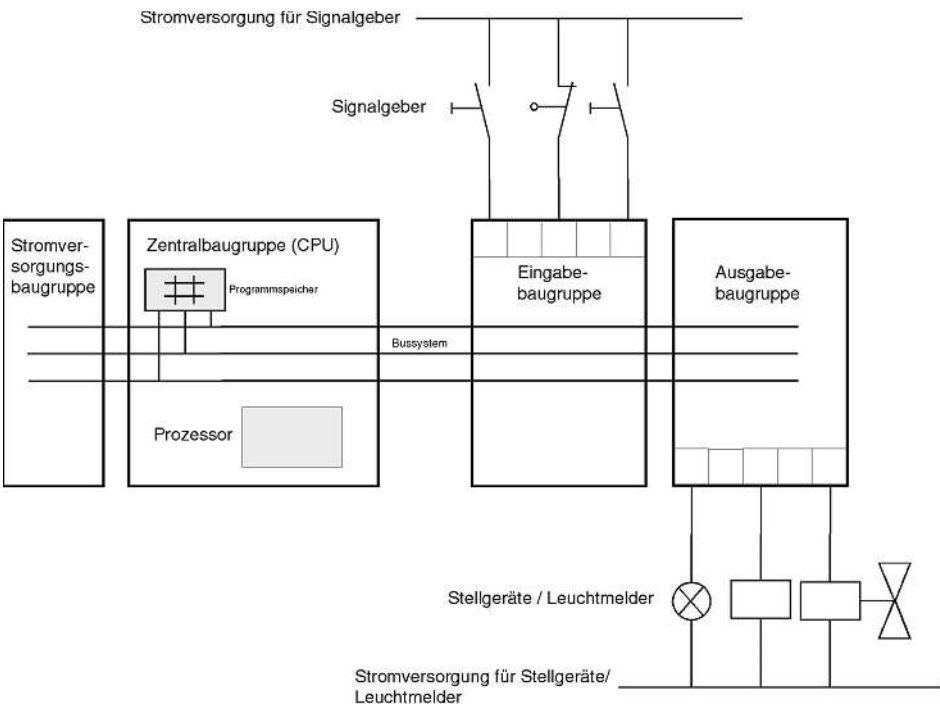 Stromversorgung für Signalgeber
Signalgeber
Stromver-
sorgungs-
baugruppe
Zentralbaugruppe (CPU)
Programmspeicher
Eingabe-
baugruppe
Ausgabe-
baugruppe
Bussystem
Prozessor
Stellgeräte / Leuchtmelder
Stromversorgung für Stellgeräte/
Leuchtmelder